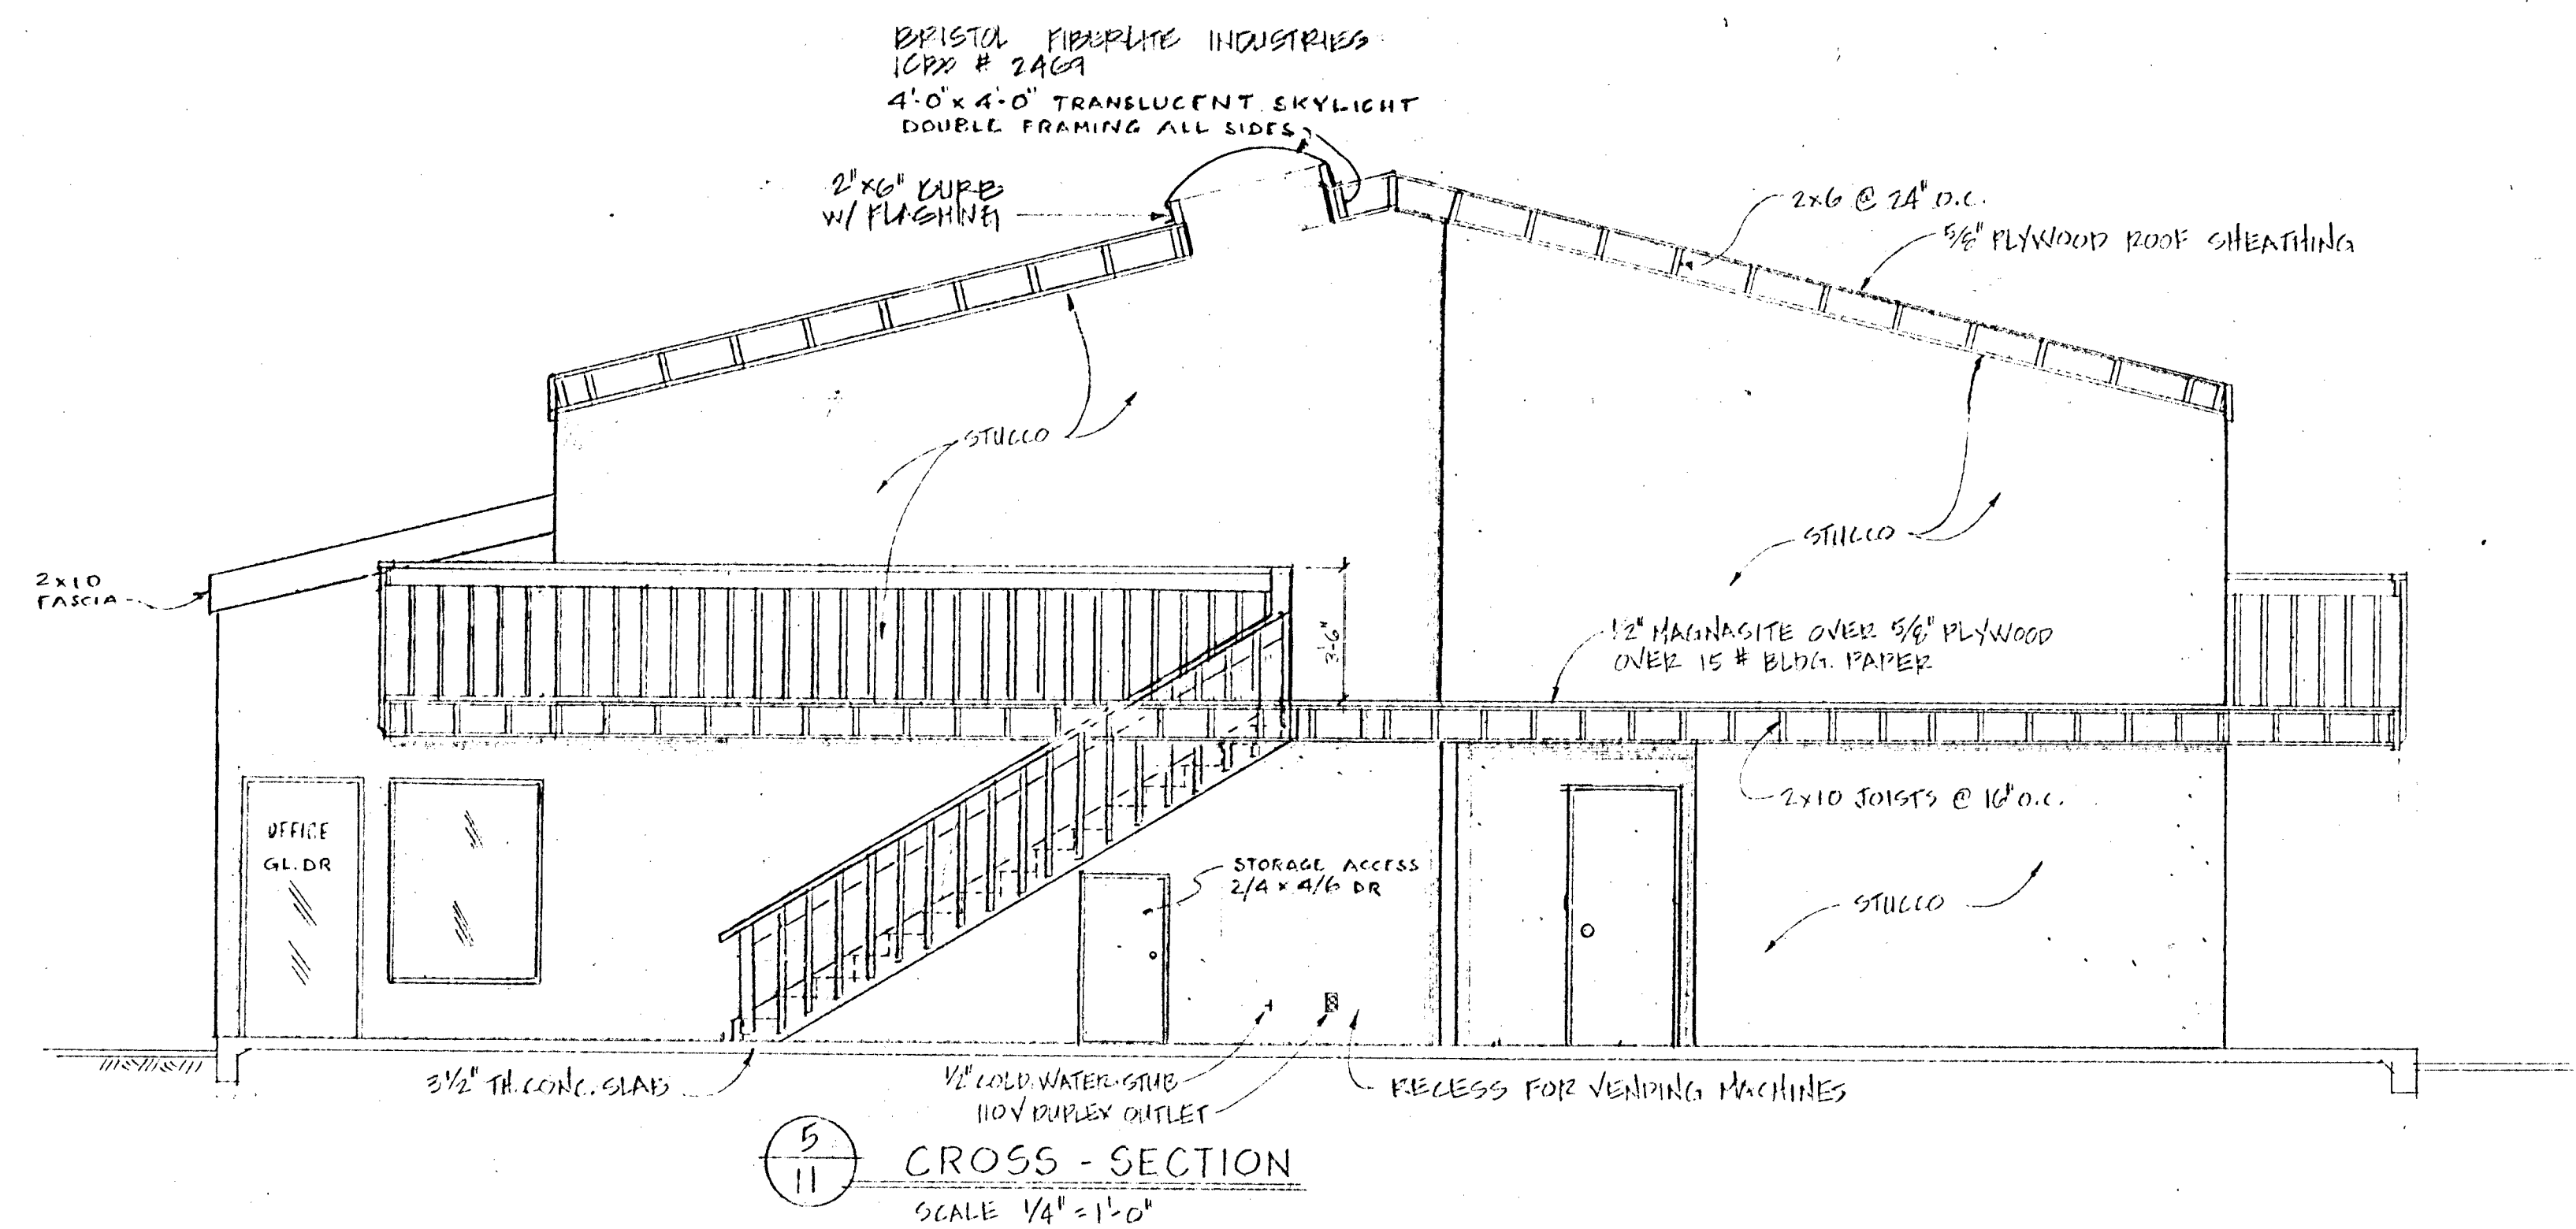 BRISTOL FIBERLITE INDUSTRIES
ICBO # 2469
4'-0" x 4'-0" TRANSLUCENT SKYLIGHT
DOUBLE FRAMING ALL SIDES
2"x6" CURB
W/ FLASHING
2x6 @ 24" O.C.
5/8" PLYWOOD ROOF SHEATHING
STUCCO
STUCCO
2x10
FASCIA
3'-6"
1/2" MAGNASITE OVER 5/8" PLYWOOD
OVER 15 # BLDG. PAPER
2x10 JOISTS @ 16" O.C.
OFFICE
GL. DR
STORAGE ACCESS
2/4 x 4/6 DR
STUCCO
3 1/2" TH. CONC. SLAB
1/2" COLD WATER STUB
110V DUPLEX OUTLET
RECESS FOR VENDING MACHINES
5
11
CROSS - SECTION
SCALE 1/4" = 1'-0"